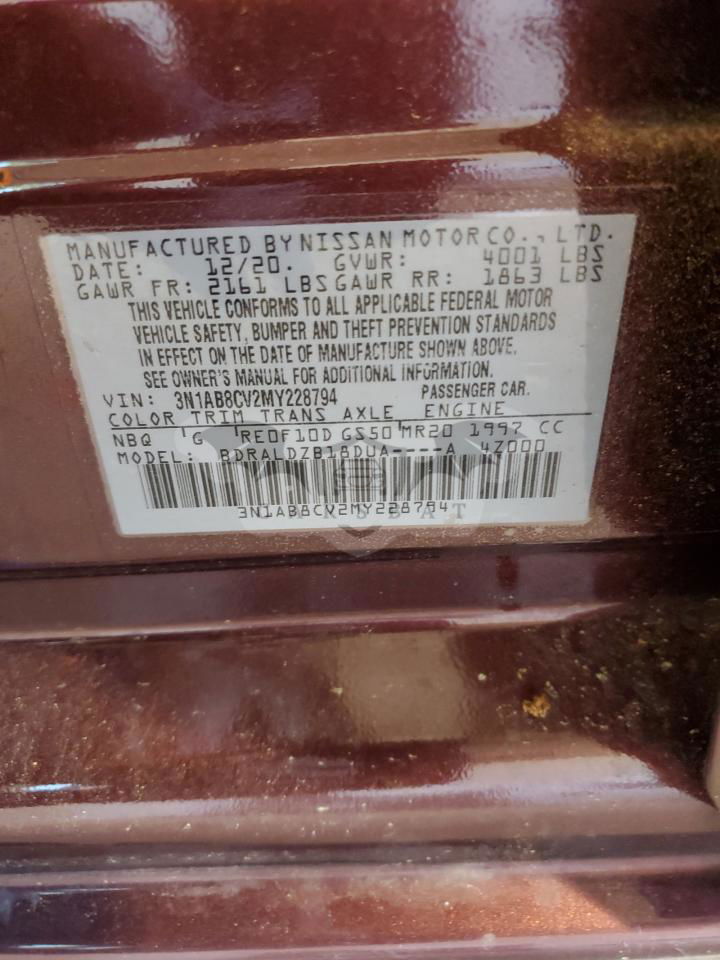 MANUFACTURED BY NISSAN MOTOR CO., LTD.
DATE: 12/20. GVWR: 4001 LBS
GAWR FR: 2161 LBS GAWR RR: 1863 LBS
THIS VEHICLE CONFORMS TO ALL APPLICABLE FEDERAL MOTOR
VEHICLE SAFETY, BUMPER AND THEFT PREVENTION STANDARDS
IN EFFECT ON THE DATE OF MANUFACTURE SHOWN ABOVE.
SEE OWNER'S MANUAL FOR ADDITIONAL INFORMATION.
VIN: 3N1AB8CV2MY228794 PASSENGER CAR.
COLOR TRIM TRANS AXLE ENGINE
NBQ G RE0F10D GS50 MR20 1997 CC
MODEL: BDRALDZB18DUA----A 4Z000
3N1AB8CV2MY228794
CARSBAT